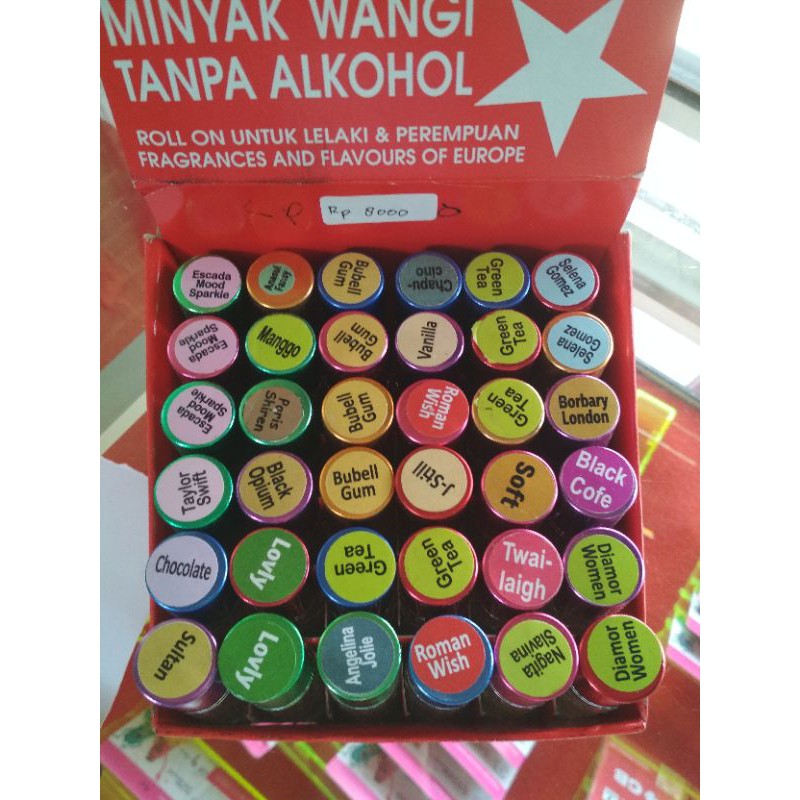 MINYAK WANGI
TANPA ALKOHOL
ROLL ON UNTUK LELAKI & PEREMPUAN
FRAGRANCES AND FLAVOURS OF EUROPE
Rp 8000
Escada
Mood
Sparkle
Bubell
Gum
Chapu-
cino
Green
Tea
Selena
Gomez
Escada
Mood
Sparkle
Manggo
Bubell
Gum
Vanilla
Green
Tea
Selena
Gomez
Escada
Mood
Sparkle
Peris
Shiren
Bubell
Gum
Roman
Wish
Green
Tea
Borbary
London
Taylor
Swift
Black
Opium
Bubell
Gum
J-Still
Soft
Black
Cofe
Chocolate
Lovly
Green
Tea
Green
Tea
Twai-
laigh
Diamor
Women
Sultan
Lovly
Angelina
Jolie
Roman
Wish
Nagita
Slavina
Diamor
Women